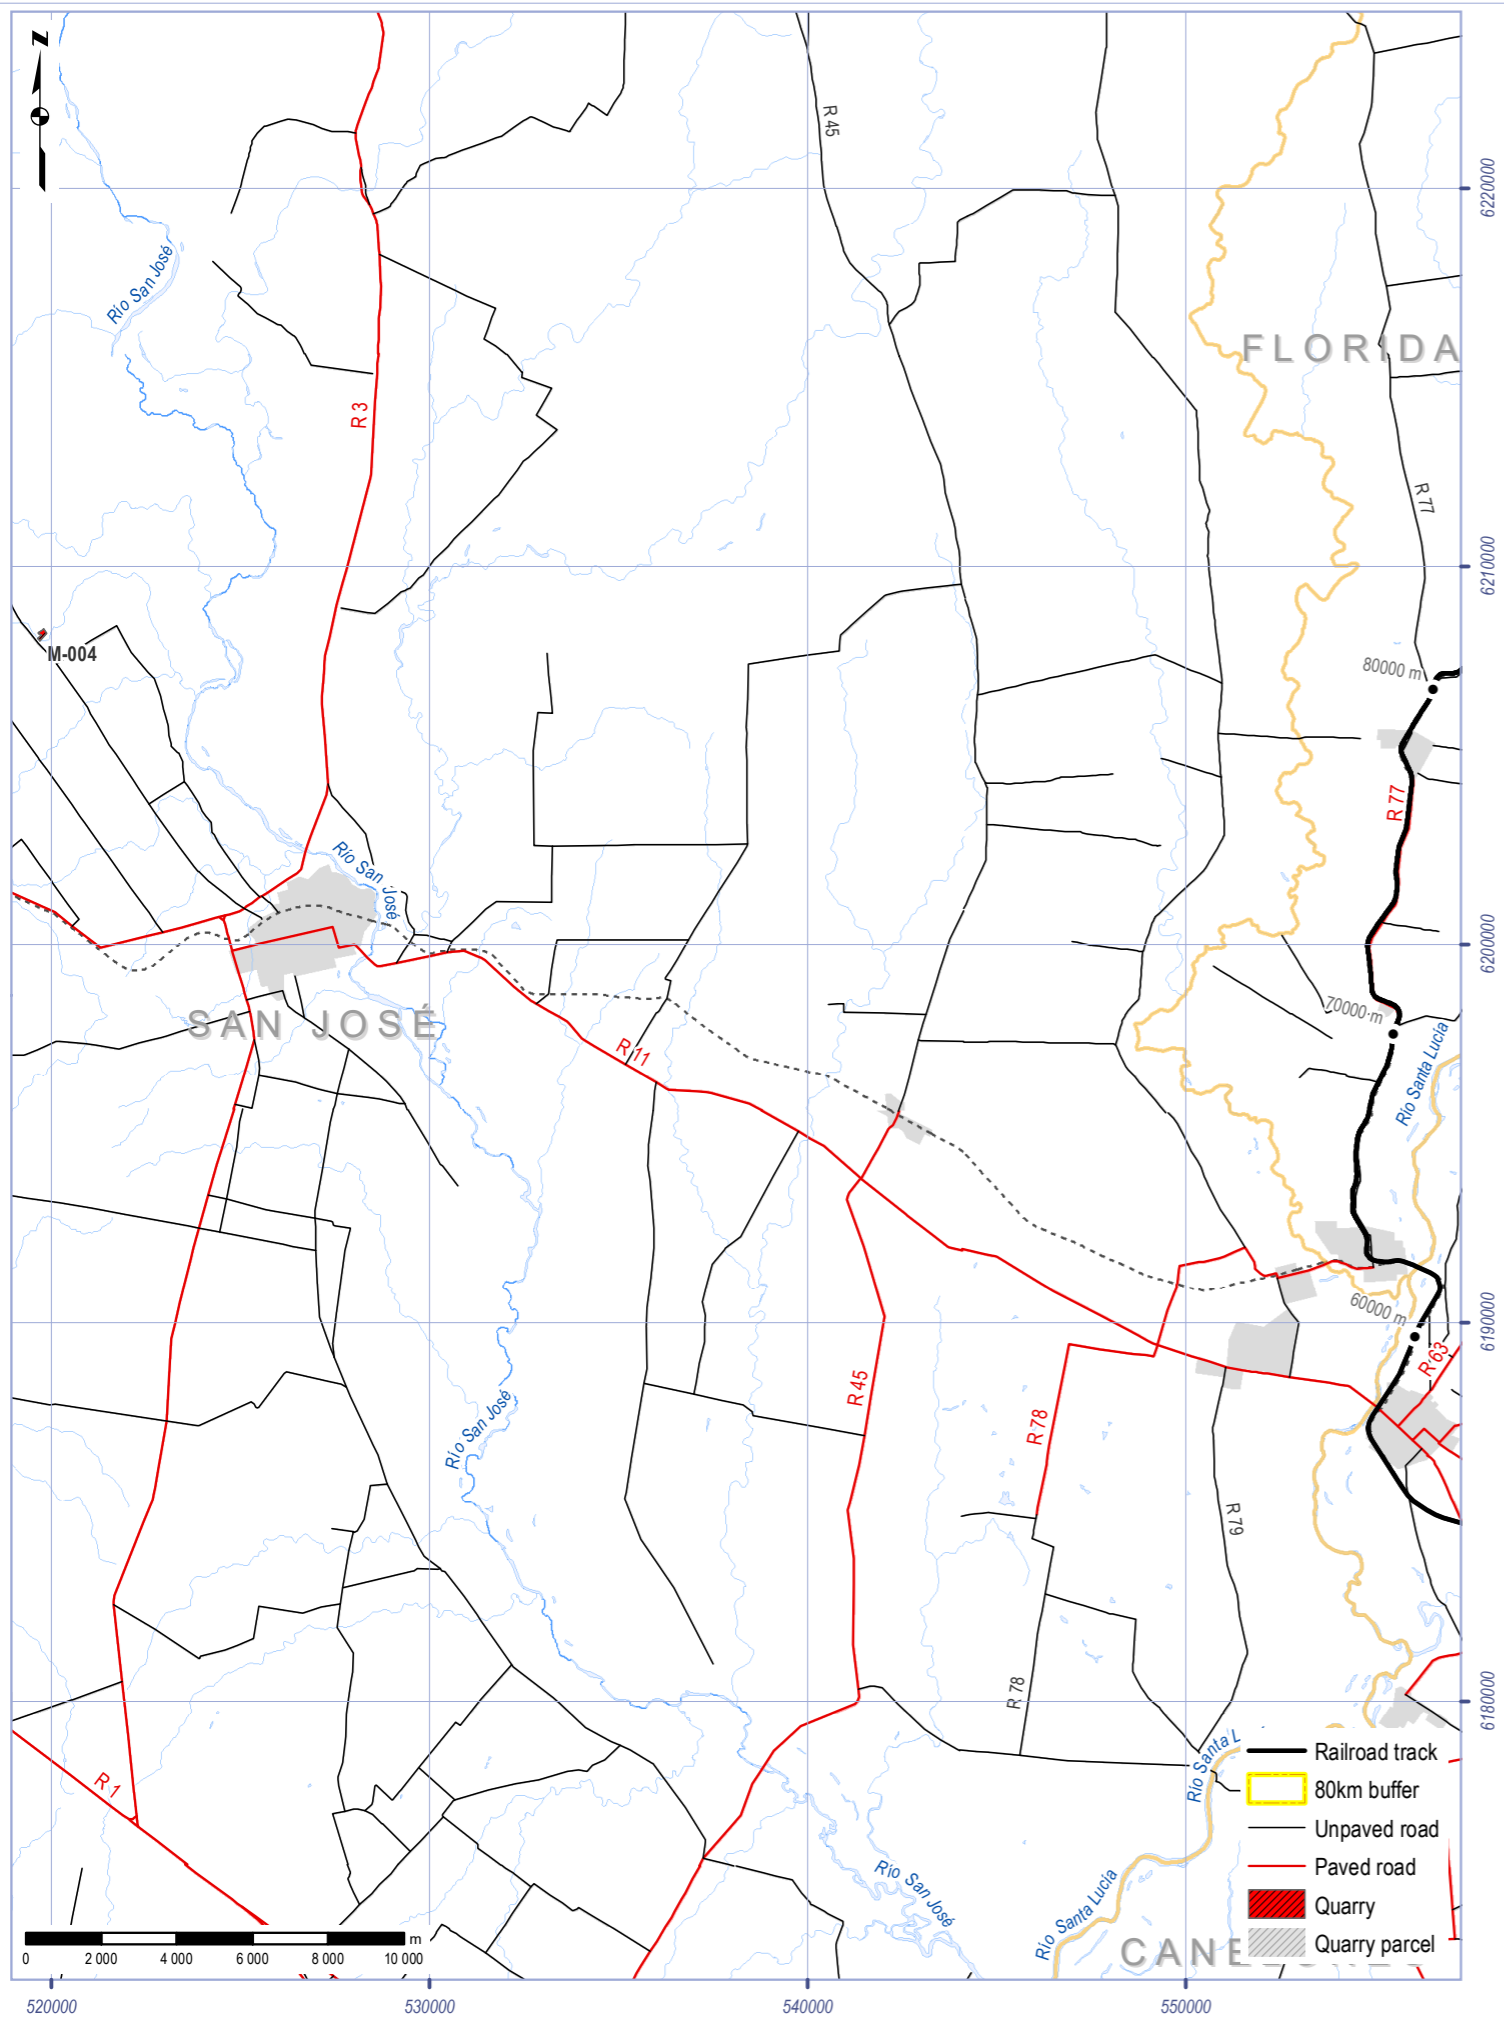 N
R 45
6220000
Río San José
FLORIDA
R 3
R 77
6210000
M-004
80000 m
R 77
Río San José
6200000
SAN JOSÉ
70000 m
R 11
Río Santa Lucía
60000 m
6190000
R 63
R 45
R 78
Río San José
R 79
R 78
6180000
Río Santa L
R 1
Railroad track
80km buffer
Unpaved road
Paved road
Quarry
Quarry parcel
Río San José
Río Santa Lucía
0 2 000 4 000 6 000 8 000 10 000 m
520000 530000 540000 550000